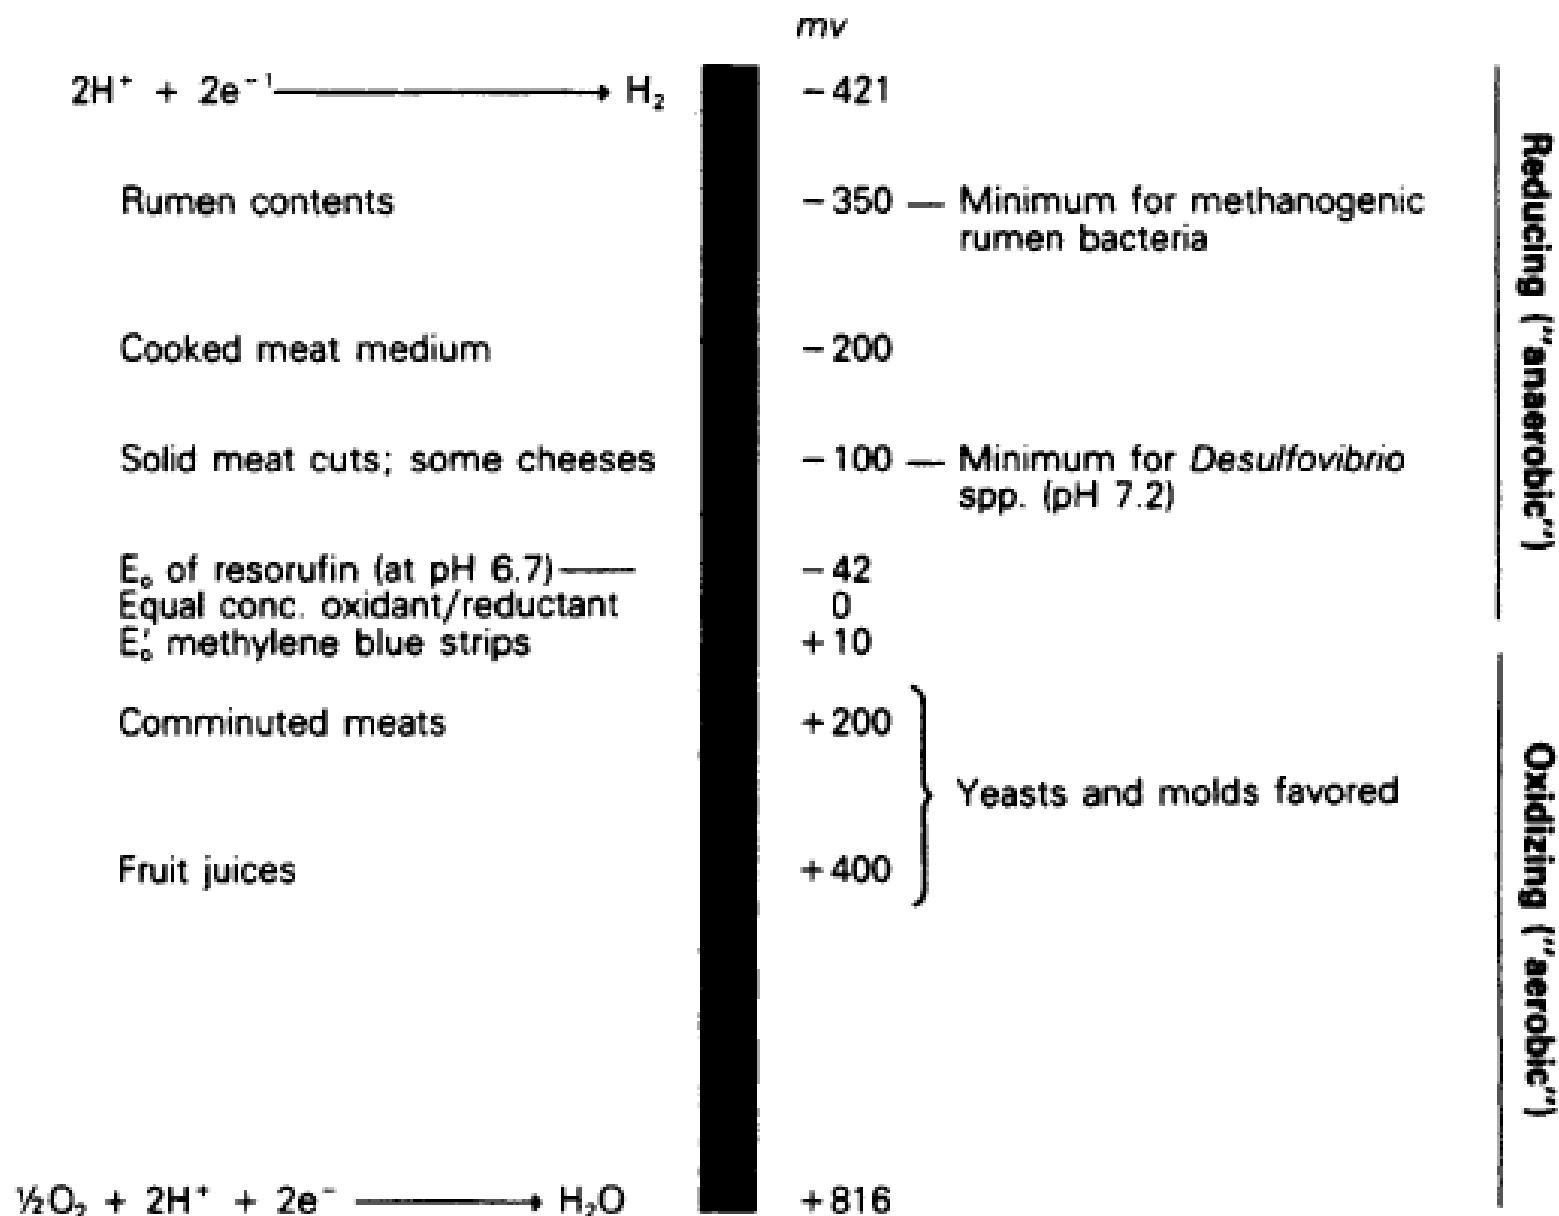 mv
2H⁺ + 2e⁻¹ ⟶ H₂ −421
Rumen contents −350 — Minimum for methanogenic
rumen bacteria
Cooked meat medium −200
Solid meat cuts; some cheeses −100 — Minimum for Desulfovibrio
spp. (pH 7.2)
Eₒ of resorufin (at pH 6.7) — −42
Equal conc. oxidant/reductant 0
E′ₒ methylene blue strips +10
Comminuted meats +200
Yeasts and molds favored
Fruit juices +400
½O₂ + 2H⁺ + 2e⁻ ⟶ H₂O +816
Reducing ("anaerobic")
Oxidizing ("aerobic")